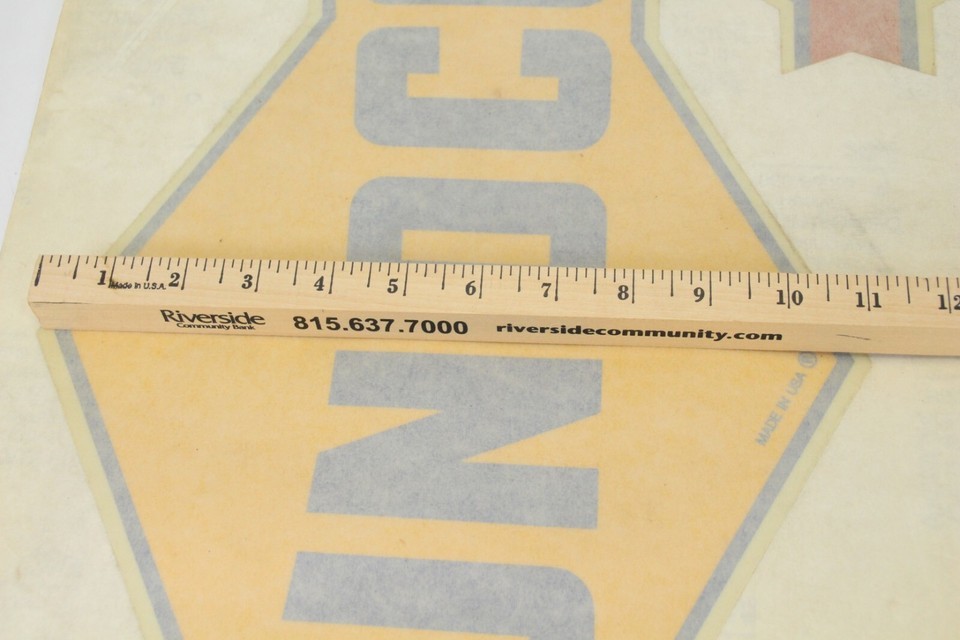 UNOC
1 2 3 4 5 6 7 8 9 10 11 12
Made in U.S.A.
Riverside
Community Bank
815.637.7000
riversidecommunity.com
MADE IN USA